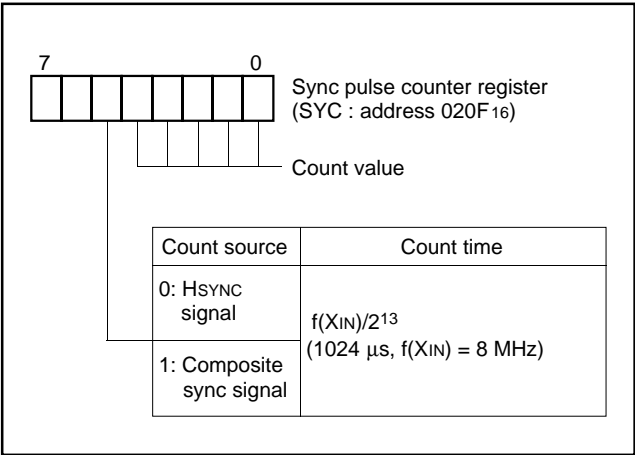 7 0
Sync pulse counter register
(SYC : address 020F16)
Count value
Count source Count time
0: HSYNC
signal
f(XIN)/213
(1024 μs, f(XIN) = 8 MHz)
1: Composite
sync signal